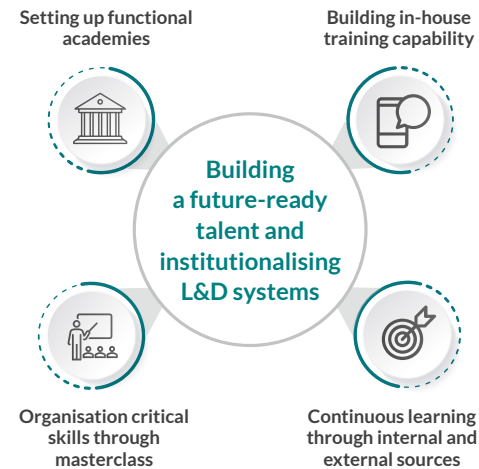 Setting up functional
academies
Building in-house
training capability
Building
a future-ready
talent and
institutionalising
L&D systems
Organisation critical
skills through
masterclass
Continuous learning
through internal and
external sources